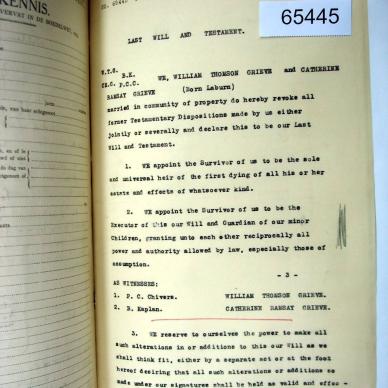 KENNIS.
65445
LAST WILL AND TESTAMENT.
W.T.G. B.K. WE, WILLIAM THOMSON GRIEVE and CATHERINE
P.C.C.
RAMSAY GRIEVE (Born Laburn)
married in community of property do hereby revoke all
former Testamentary Dispositions made by us either
jointly or severally and declare this to be our Last
Will and Testament.
1. WE appoint the Survivor of us to be the sole
and universal heir of the first dying of all his or her
estate and effects of whatsoever kind.
2. WE appoint the Survivor of us to be the
Executor of this our Will and Guardian of our minor
Children, granting unto each other reciprocally all
power and authority allowed by law, especially those of
assumption.
- 3 -
AS WITNESSES:
1. P.C. Chivers. WILLIAM THOMSON GRIEVE.
2. B. Kaplan. CATHERINE RAMSAY GRIEVE.
3. WE reserve to ourselves the power to make all
such alterations in or additions to this our Will as we
shall think fit, either by a separate act or at the foot
hereof desiring that all such alterations or additions so
made under our signatures shall be held as valid and effec-